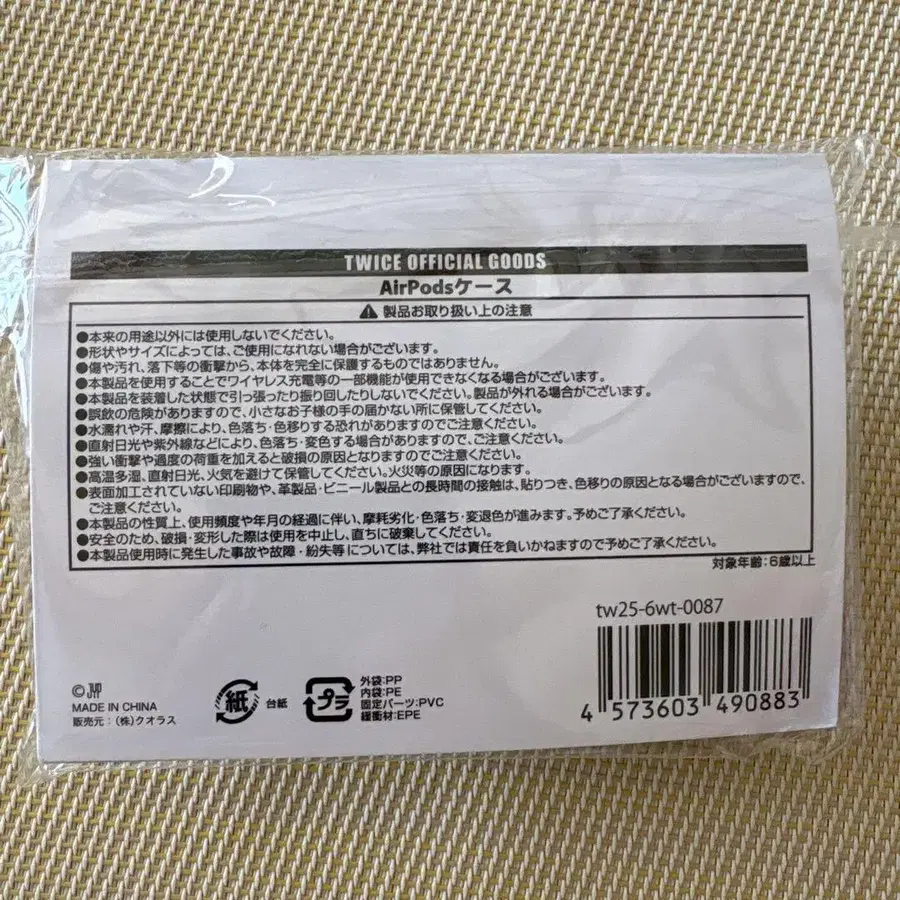 TWICE OFFICIAL GOODS
AirPodsケース
製品お取り扱い上の注意
●本来の用途以外には使用しないでください。
●形状やサイズによっては、ご使用になれない場合がございます。
●傷や汚れ、落下等の衝撃から、本体を完全に保護するものではありません。
●本製品を使用することでワイヤレス充電等の一部機能が使用できなくなる場合がございます。
●本製品を装着した状態で引っ張ったり振り回したりしないでください。製品が外れる場合がございます。
●誤飲の危険がありますので、小さなお子様の手の届かない所に保管してください。
●水濡れや汗、摩擦により、色落ち・色移りする恐れがありますのでご注意ください。
●直射日光や紫外線などにより、色落ち・変色する場合がありますので、ご注意ください。
●強い衝撃や過度の荷重を加えると破損の原因となりますのでご注意ください。
●高温多湿、直射日光、火気を避けて保管してください。火災等の原因になります。
●表面加工されていない印刷物や、革製品・ビニール製品との長時間の接触は、貼りつき、色移りの原因となる場合がありますので、
ご注意ください。
●本製品の性質上、使用頻度や年月の経過に伴い、摩耗劣化・色落ち・変退色が進みます。予めご了承ください。
●安全のため、破損・変形した際は使用を中止し、直ちに破棄してください。
●本製品使用時に発生した事故や故障・紛失等については、弊社では責任を負いかねますので予めご了承ください。
対象年齢:6歳以上
tw25-6wt-0087
4 573603 490883
© JYP
MADE IN CHINA
販売元:(株)クオラス
紙 台紙
プラ
外袋:PP
内袋:PE
固定パーツ:PVC
緩衝材:EPE